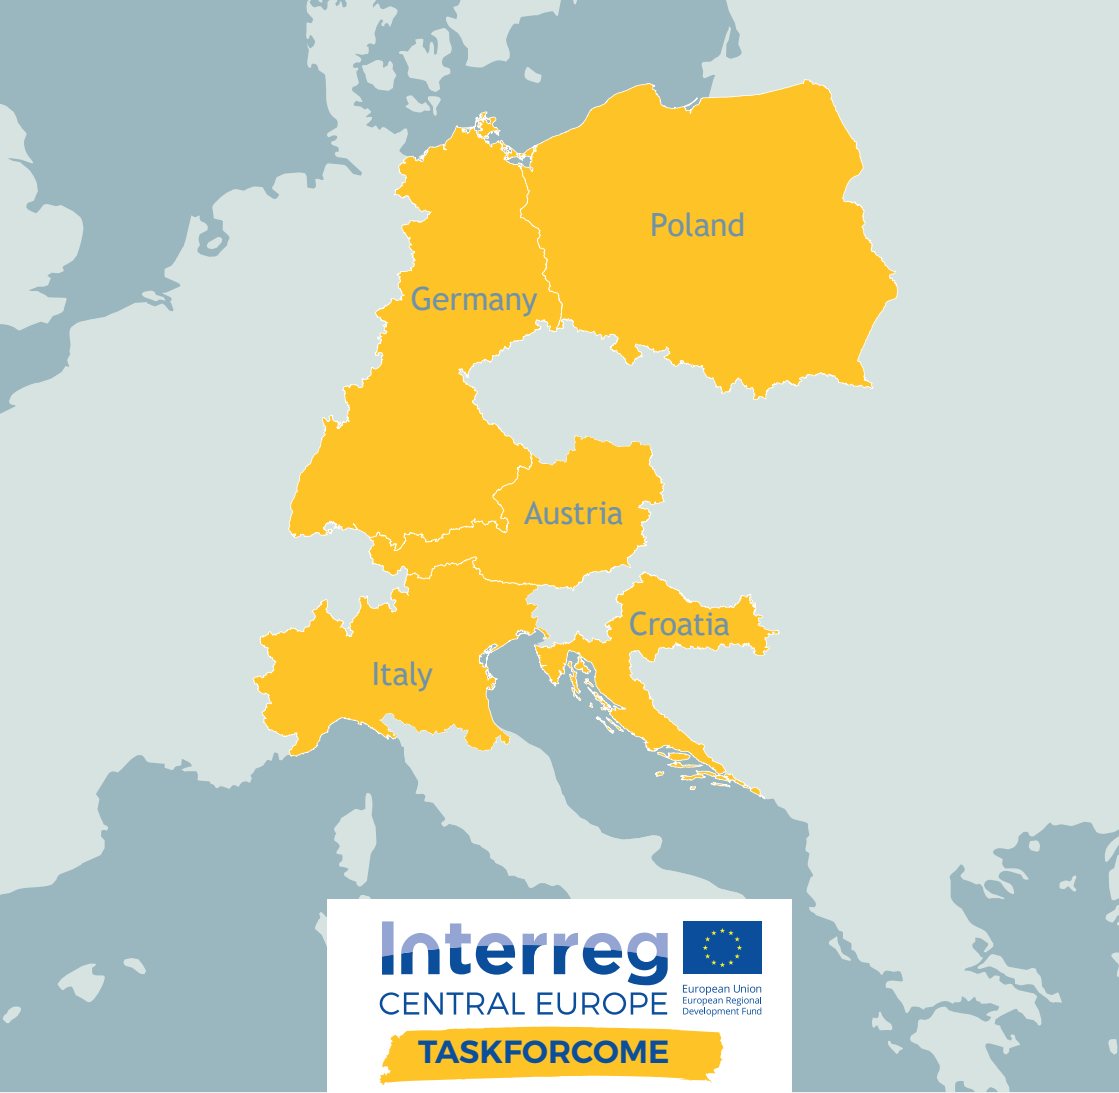 Poland
Germany
Austria
Croatia
Italy
Interreg
CENTRAL EUROPE
European Union
European Regional
Development Fund
TASKFORCOME